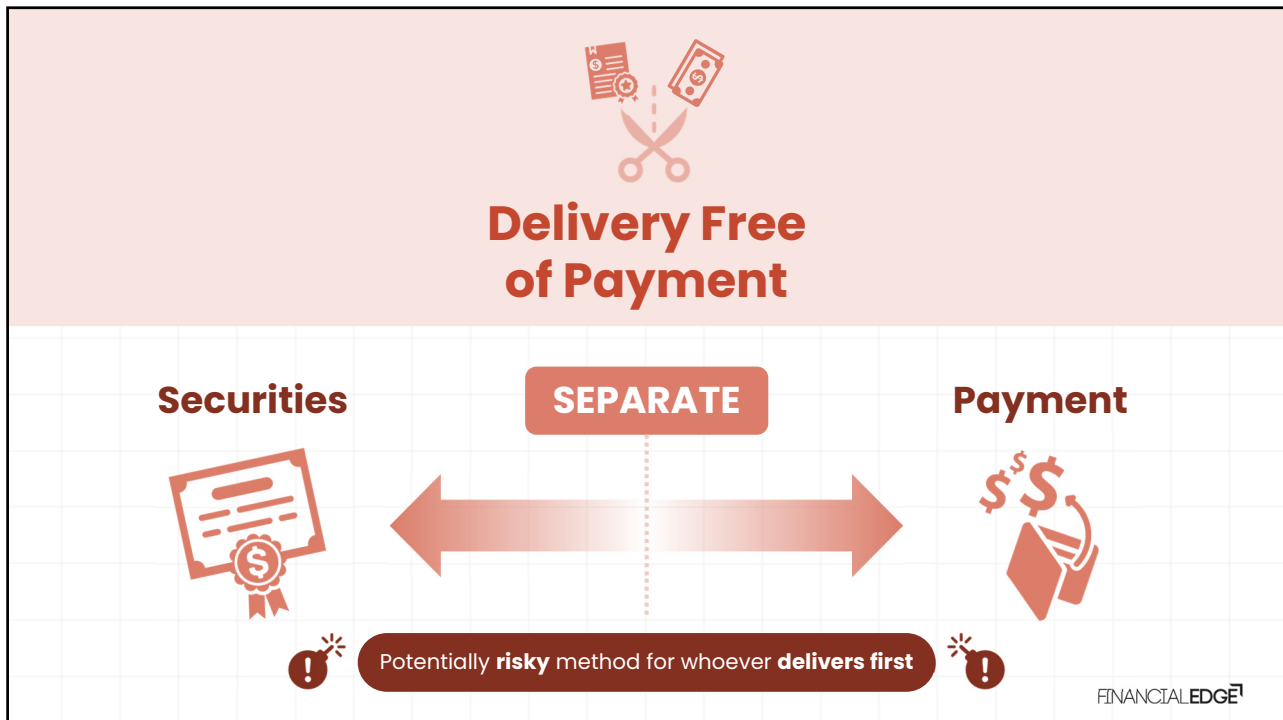 Delivery Free
of Payment
Securities
SEPARATE
Payment
Potentially risky method for whoever delivers first
FINANCIALEDGE